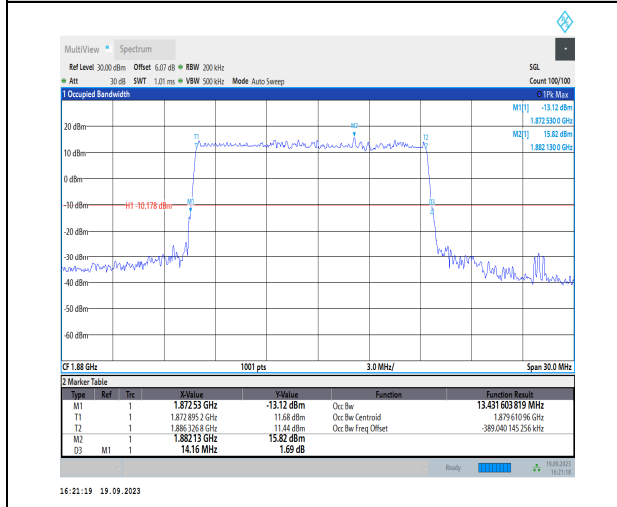 MultiView Spectrum
Ref Level 30.00 dBm Offset 6.07 dB RBW 200 kHz SGL
Att 30 dB SWT 1.01 ms VBW 500 kHz Mode Auto Sweep Count 100/100
1 Occupied Bandwidth 1Pk Max
M1[1] -13.12 dBm
1.872 530 0 GHz
M2[1] 15.82 dBm
1.882 130 0 GHz
20 dBm
M2
T1
T2
10 dBm
0 dBm
-10 dBm
H1 -10.178 dBm
M1
D3
-20 dBm
-30 dBm
-40 dBm
-50 dBm
-60 dBm
CF 1.88 GHz 1001 pts 3.0 MHz/ Span 30.0 MHz
2 Marker Table
Type Ref Trc X-Value Y-Value Function Function Result
M1 1 1.87253 GHz -13.12 dBm Occ Bw 13.431 603 819 MHz
T1 1 1.872 895 2 GHz 11.68 dBm Occ Bw Centroid 1.879 610 96 GHz
T2 1 1.886 326 8 GHz 11.44 dBm Occ Bw Freq Offset -389.040 145 256 kHz
M2 1 1.88213 GHz 15.82 dBm
D3 M1 1 14.16 MHz 1.69 dB
Ready 19.09.2023
16:21:18
16:21:19 19.09.2023